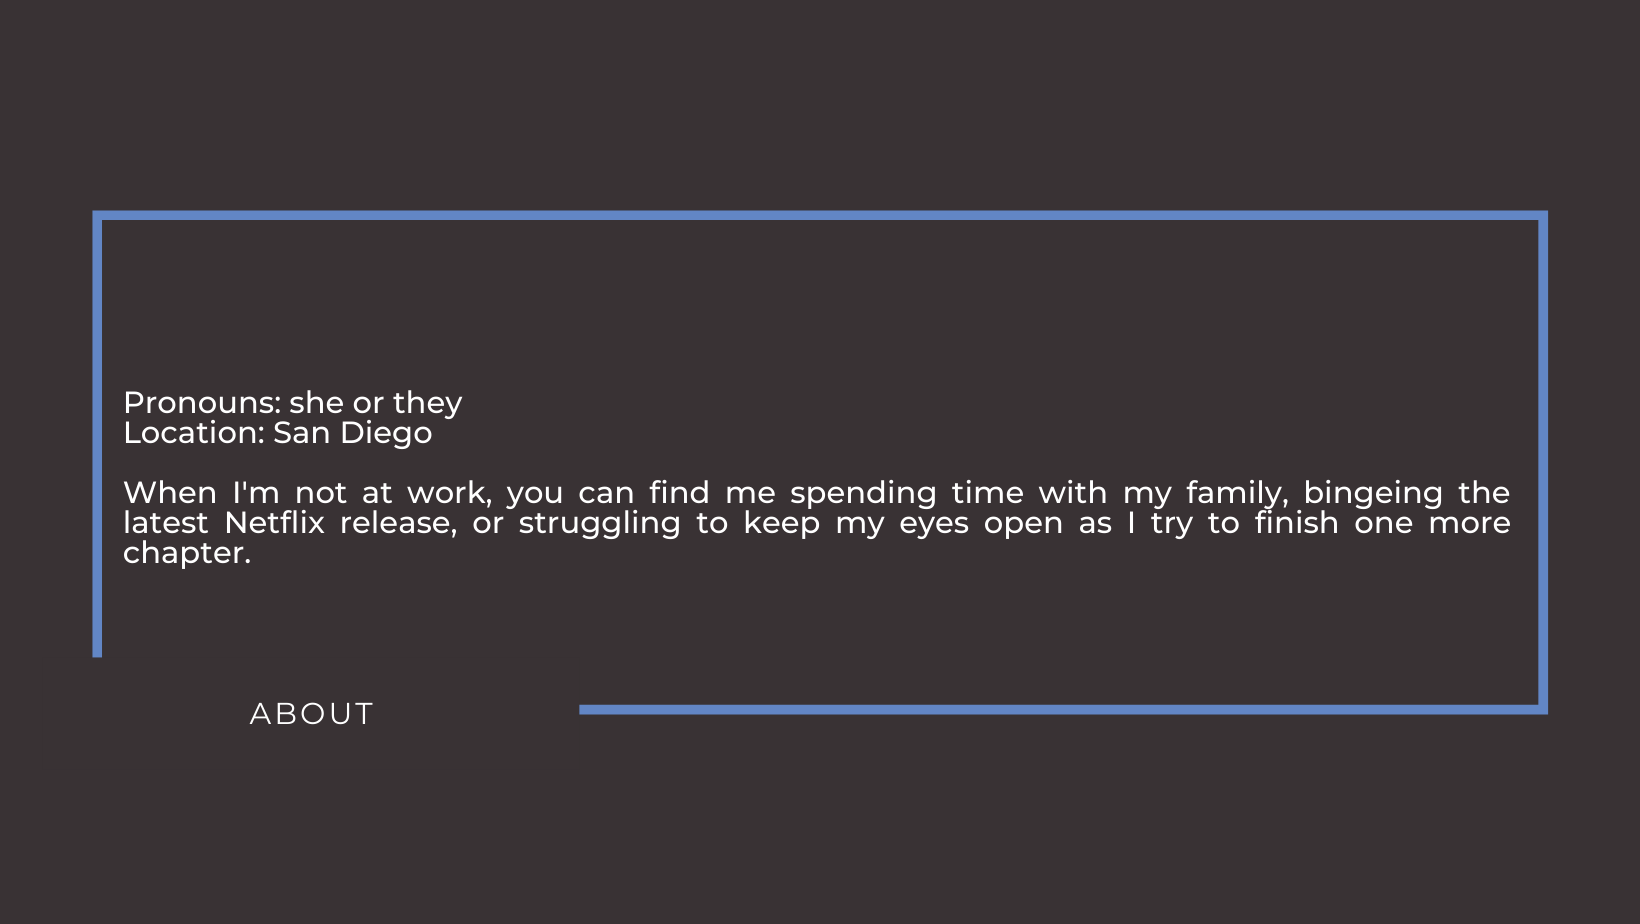 Pronouns: she or they
Location: San Diego
When I'm not at work, you can find me spending time with my family, bingeing the
latest Netflix release, or struggling to keep my eyes open as I try to finish one more
chapter.
ABOUT